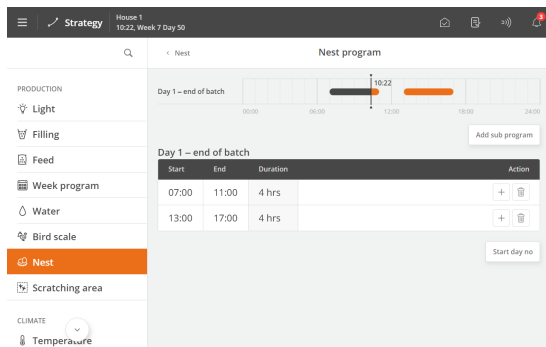 Strategy
House 1
10:22, Week 7 Day 50
3
Nest
Nest program
PRODUCTION
Light
Filling
Feed
Week program
Water
Bird scale
Nest
Scratching area
CLIMATE
Temperature
Day 1 – end of batch
10:22
00:00 06:00 12:00 18:00 24:00
Add sub program
Day 1 – end of batch
Start End Duration Action
07:00 11:00 4 hrs
13:00 17:00 4 hrs
Start day no